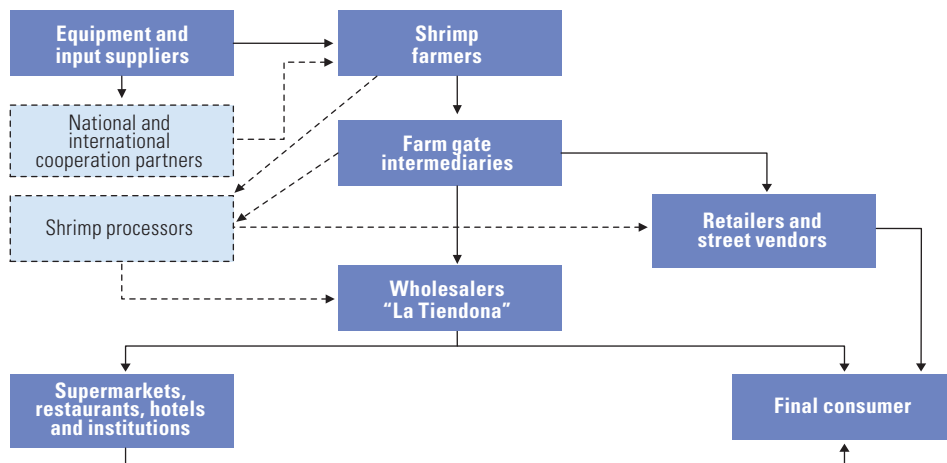 Equipment and
input suppliers
Shrimp
farmers
National and
international
cooperation partners
Farm gate
intermediaries
Shrimp processors
Retailers and
street vendors
Wholesalers
“La Tiendona”
Supermarkets,
restaurants, hotels
and institutions
Final consumer